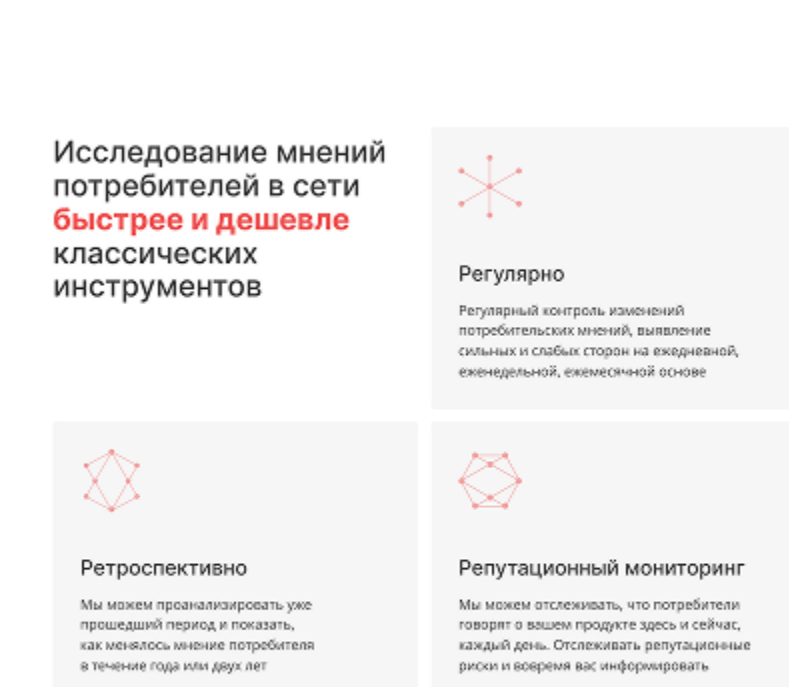 Исследование мнений
потребителей в сети
быстрее и дешевле
классических
инструментов
Регулярно
Регулярный контроль изменений
потребительских мнений, выявление
сильных и слабых сторон на ежедневной,
еженедельной, ежемесячной основе
Ретроспективно
Мы можем проанализировать уже
прошедший период и показать,
как менялось мнение потребителя
в течение года или двух лет
Репутационный мониторинг
Мы можем отслеживать, что потребители
говорят о вашем продукте здесь и сейчас,
каждый день. Отслеживать репутационные
риски и вовремя вас информировать